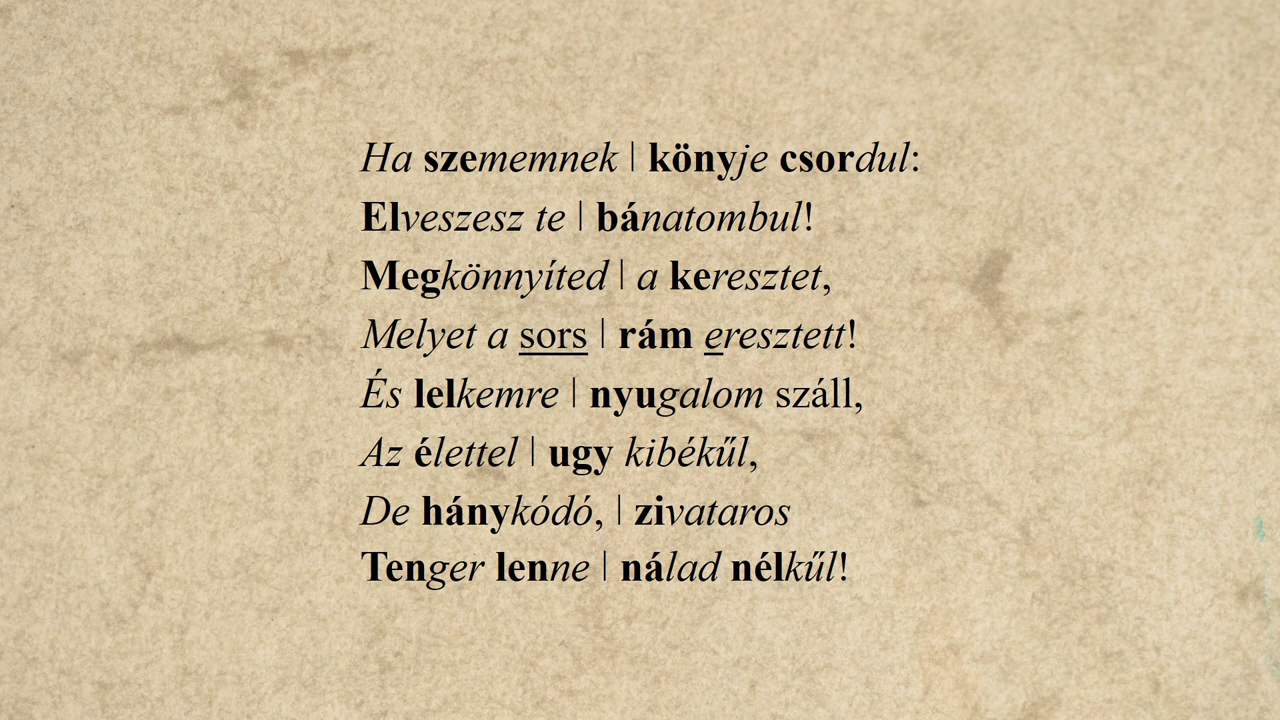 Ha szememnek | könyje csordul:
Elveszesz te | bánatombul!
Megkönnyíted | a keresztet,
Melyet a sors | rám eresztett!
És lelkemre | nyugalom száll,
Az élettel | ugy kibékűl,
De hánykódó, | zivataros
Tenger lenne | nálad nélkűl!